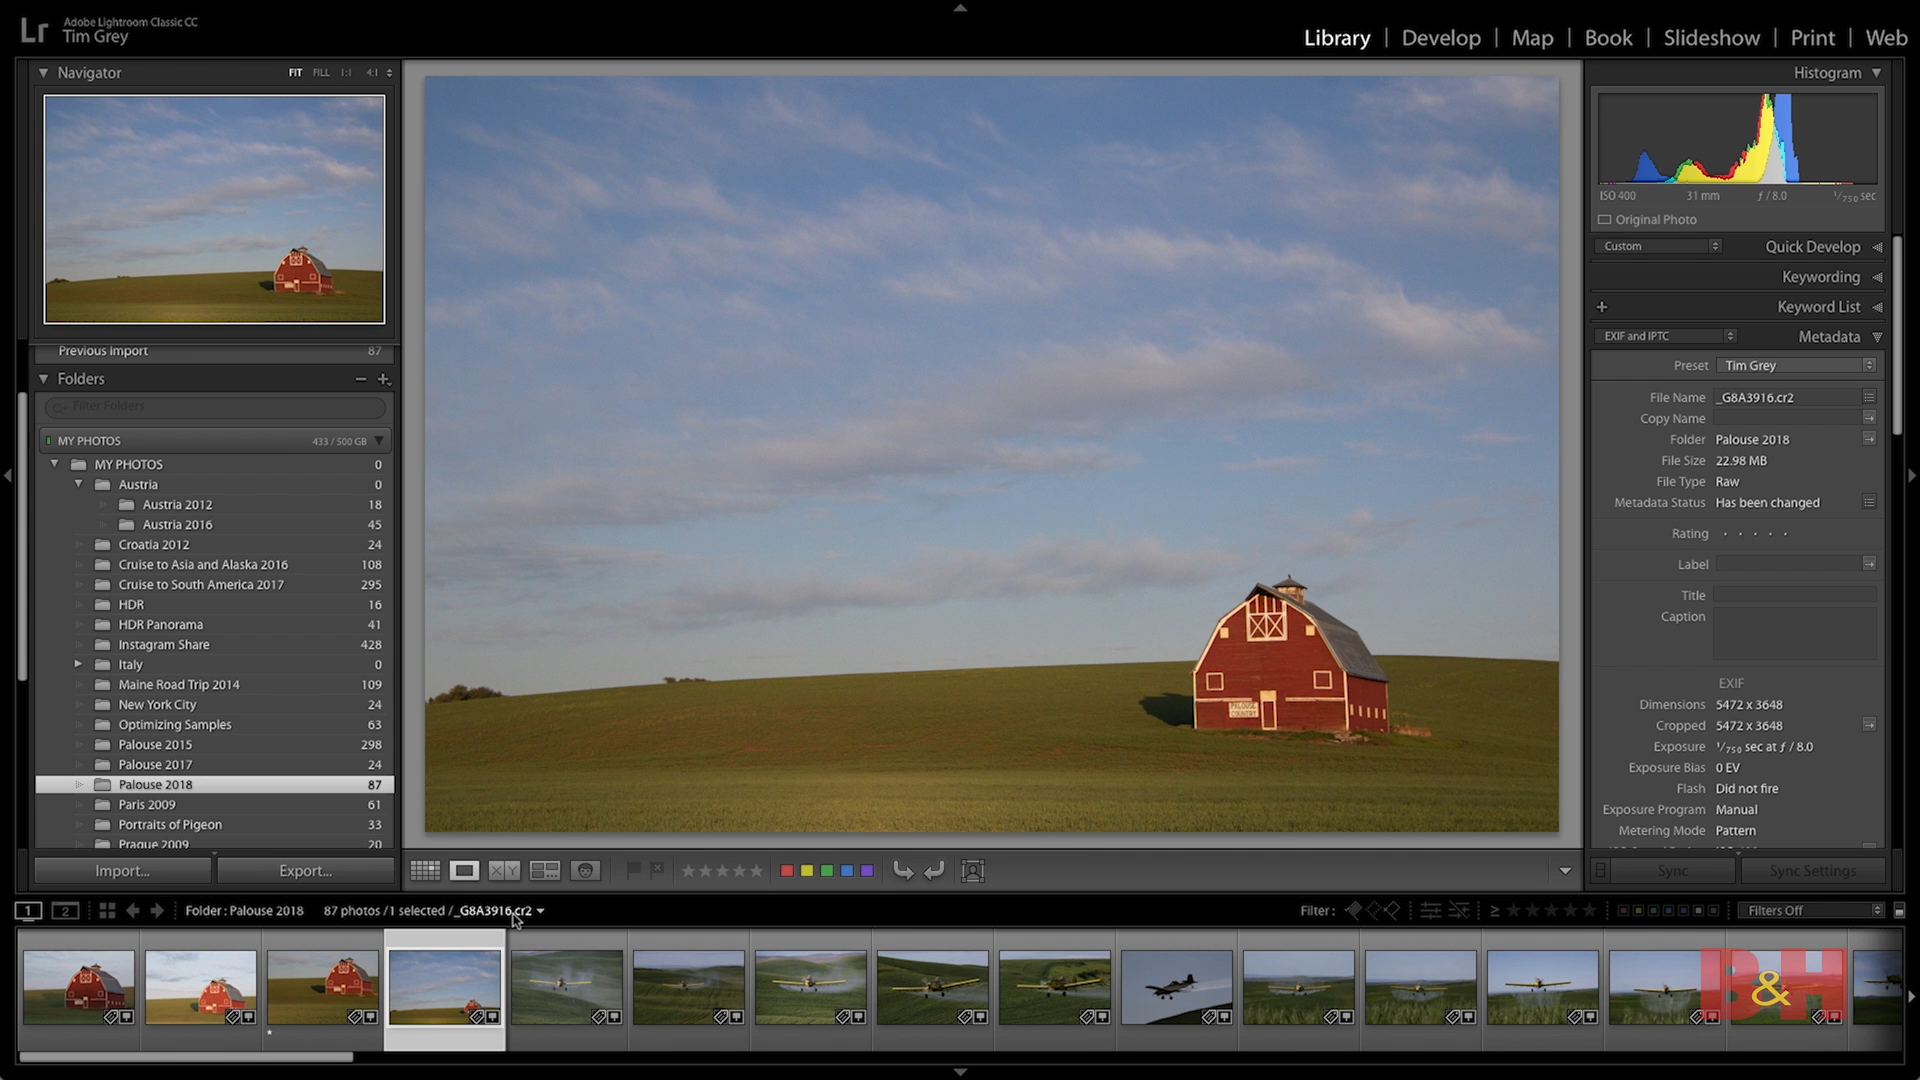 Lr
Adobe Lightroom Classic CC
Tim Grey
Library | Develop | Map | Book | Slideshow | Print | Web
Navigator
FIT FILL 1:1 4:1
Previous Import 87
Folders
Filter Folders
MY PHOTOS 433 / 500 GB
MY PHOTOS 0
Austria 0
Austria 2012 18
Austria 2016 45
Croatia 2012 24
Cruise to Asia and Alaska 2016 108
Cruise to South America 2017 295
HDR 16
HDR Panorama 41
Instagram Share 428
Italy 0
Maine Road Trip 2014 109
New York City 24
Optimizing Samples 63
Palouse 2015 298
Palouse 2017 24
Palouse 2018 87
Paris 2009 61
Portraits of Pigeon 33
Prague 2009 20
Import...
Export...
PALOUSE
COUNTRY
XY
Histogram
ISO 400 31 mm ƒ / 8.0 1/750 sec
Original Photo
Custom Quick Develop
Keywording
+ Keyword List
EXIF and IPTC Metadata
Preset Tim Grey
File Name _G8A3916.cr2
Copy Name
Folder Palouse 2018
File Size 22.98 MB
File Type Raw
Metadata Status Has been changed
Rating
Label
Title
Caption
EXIF
Dimensions 5472 x 3648
Cropped 5472 x 3648
Exposure 1/750 sec at ƒ / 8.0
Exposure Bias 0 EV
Flash Did not fire
Exposure Program Manual
Metering Mode Pattern
Sync
Sync Settings
1 2 Folder : Palouse 2018 87 photos / 1 selected / _G8A3916.cr2
Filter : ≥ Filters Off
B&H